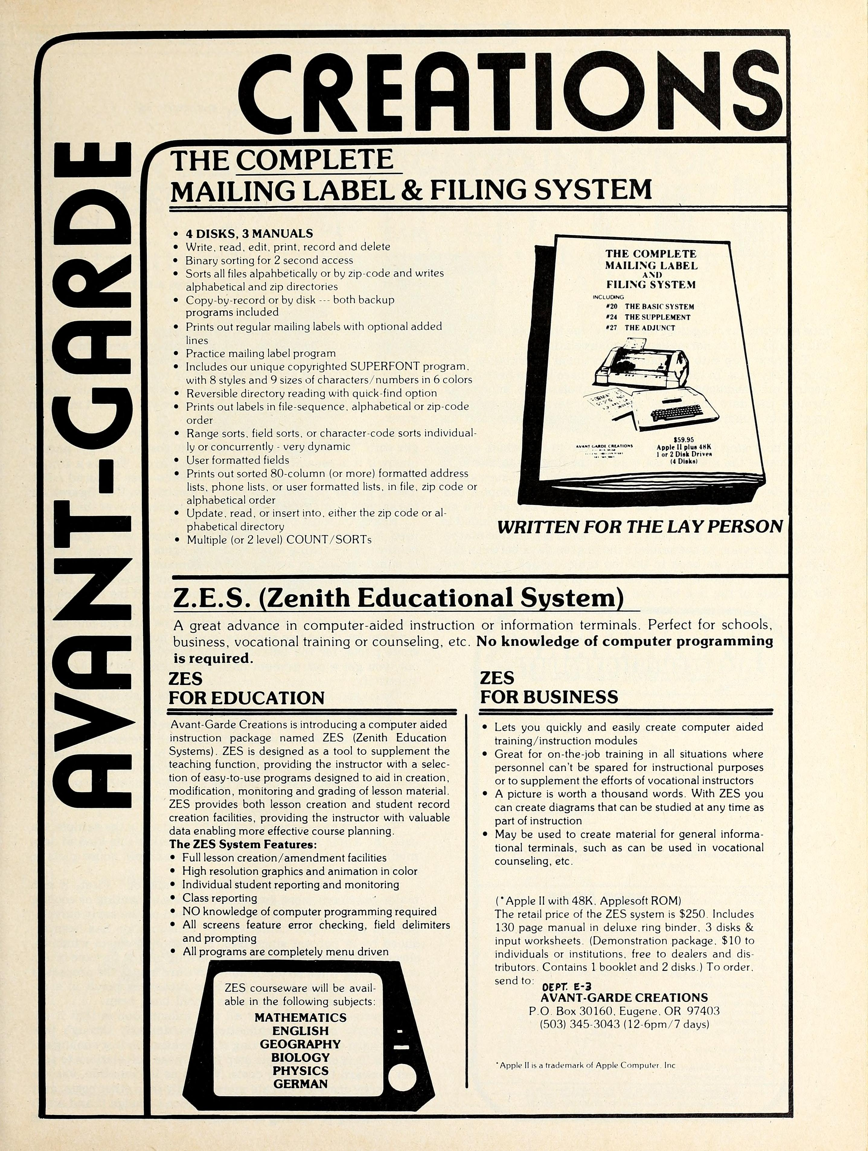 CREATIONS
AVANT-GARDE
THE COMPLETE
MAILING LABEL & FILING SYSTEM
• 4 DISKS, 3 MANUALS
• Write, read, edit, print, record and delete
• Binary sorting for 2 second access
• Sorts all files alpahbetically or by zip-code and writes
alphabetical and zip directories
• Copy-by-record or by disk --- both backup
programs included
• Prints out regular mailing labels with optional added
lines
• Practice mailing label program
• Includes our unique copyrighted SUPERFONT program,
with 8 styles and 9 sizes of characters/numbers in 6 colors
• Reversible directory reading with quick-find option
• Prints out labels in file-sequence, alphabetical or zip-code
order
• Range sorts, field sorts, or character-code sorts individual-
ly or concurrently - very dynamic
• User formatted fields
• Prints out sorted 80-column (or more) formatted address
lists, phone lists, or user formatted lists, in file, zip code or
alphabetical order
• Update, read, or insert into, either the zip code or al-
phabetical directory
• Multiple (or 2 level) COUNT/SORTs
THE COMPLETE
MAILING LABEL
AND
FILING SYSTEM
INCLUDING
#20 THE BASIC SYSTEM
#24 THE SUPPLEMENT
#27 THE ADJUNCT
AVANT-GARDE CREATIONS
$59.95
Apple II plus 48K
1 or 2 Disk Drives
(4 Disks)
WRITTEN FOR THE LAY PERSON
Z.E.S. (Zenith Educational System)
A great advance in computer-aided instruction or information terminals. Perfect for schools,
business, vocational training or counseling, etc. No knowledge of computer programming
is required.
ZES
FOR EDUCATION
Avant-Garde Creations is introducing a computer aided
instruction package named ZES (Zenith Education
Systems). ZES is designed as a tool to supplement the
teaching function, providing the instructor with a selec-
tion of easy-to-use programs designed to aid in creation,
modification, monitoring and grading of lesson material.
ZES provides both lesson creation and student record
creation facilities, providing the instructor with valuable
data enabling more effective course planning.
The ZES System Features:
• Full lesson creation/amendment facilities
• High resolution graphics and animation in color
• Individual student reporting and monitoring
• Class reporting
• NO knowledge of computer programming required
• All screens feature error checking, field delimiters
and prompting
• All programs are completely menu driven
ZES courseware will be avail-
able in the following subjects:
MATHEMATICS
ENGLISH
GEOGRAPHY
BIOLOGY
PHYSICS
GERMAN
ZES
FOR BUSINESS
• Lets you quickly and easily create computer aided
training/instruction modules
• Great for on-the-job training in all situations where
personnel can't be spared for instructional purposes
or to supplement the efforts of vocational instructors
• A picture is worth a thousand words. With ZES you
can create diagrams that can be studied at any time as
part of instruction
• May be used to create material for general informa-
tional terminals, such as can be used in vocational
counseling, etc.
(*Apple II with 48K, Applesoft ROM)
The retail price of the ZES system is $250. Includes
130 page manual in deluxe ring binder, 3 disks &
input worksheets. (Demonstration package, $10 to
individuals or institutions, free to dealers and dis-
tributors. Contains 1 booklet and 2 disks.) To order,
send to: DEPT. E-3
AVANT-GARDE CREATIONS
P.O. Box 30160, Eugene, OR 97403
(503) 345-3043 (12-6pm/7 days)
*Apple II is a trademark of Apple Computer, Inc